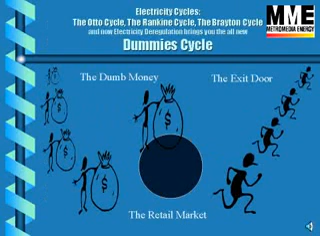 Electricity Cycles:
The Otto Cycle, The Rankine Cycle, The Brayton Cycle
and now Electricity Deregulation brings you the all new
Dummies Cycle
MME
METROMEDIA ENERGY
The Dumb Money
The Exit Door
$
$
$
$
The Retail Market